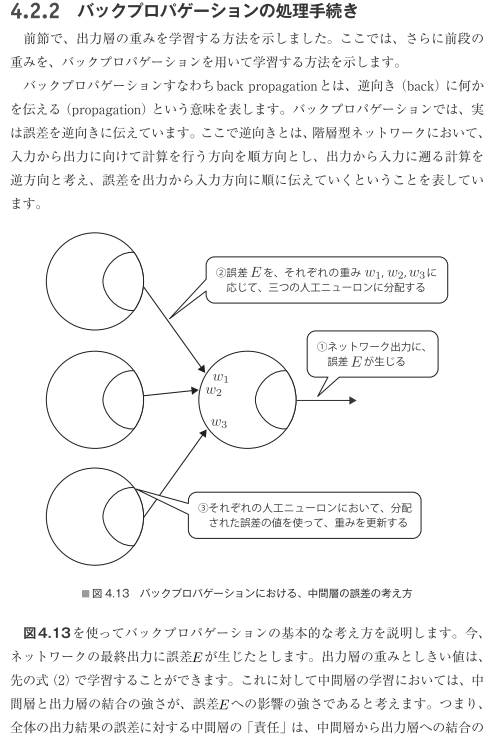 4.2.2 バックプロパゲーションの処理手続き
前節で、出力層の重みを学習する方法を示しました。ここでは、さらに前段の
重みを、バックプロパゲーションを用いて学習する方法を示します。
バックプロパゲーションすなわち back propagation とは、逆向き（back）に何か
を伝える（propagation）という意味を表します。バックプロパゲーションでは、実
は誤差を逆向きに伝えています。ここで逆向きとは、階層型ネットワークにおいて、
入力から出力に向けて計算を行う方向を順方向とし、出力から入力に遡る計算を
逆方向と考え、誤差を出力から入力方向に順に伝えていくということを表してい
ます。
②誤差 E を、それぞれの重み w₁, w₂, w₃ に
応じて、三つの人工ニューロンに分配する
①ネットワーク出力に、
誤差 E が生じる
w₁
w₂
w₃
③それぞれの人工ニューロンにおいて、分配
された誤差の値を使って、重みを更新する
■図 4.13 バックプロパゲーションにおける、中間層の誤差の考え方
図4.13を使ってバックプロパゲーションの基本的な考え方を説明します。今、
ネットワークの最終出力に誤差Eが生じたとします。出力層の重みとしきい値は、
先の式（2）で学習することができます。これに対して中間層の学習においては、中
間層と出力層の結合の強さが、誤差Eへの影響の強さであると考えます。つまり、
全体の出力結果の誤差に対する中間層の「責任」は、中間層から出力層への結合の